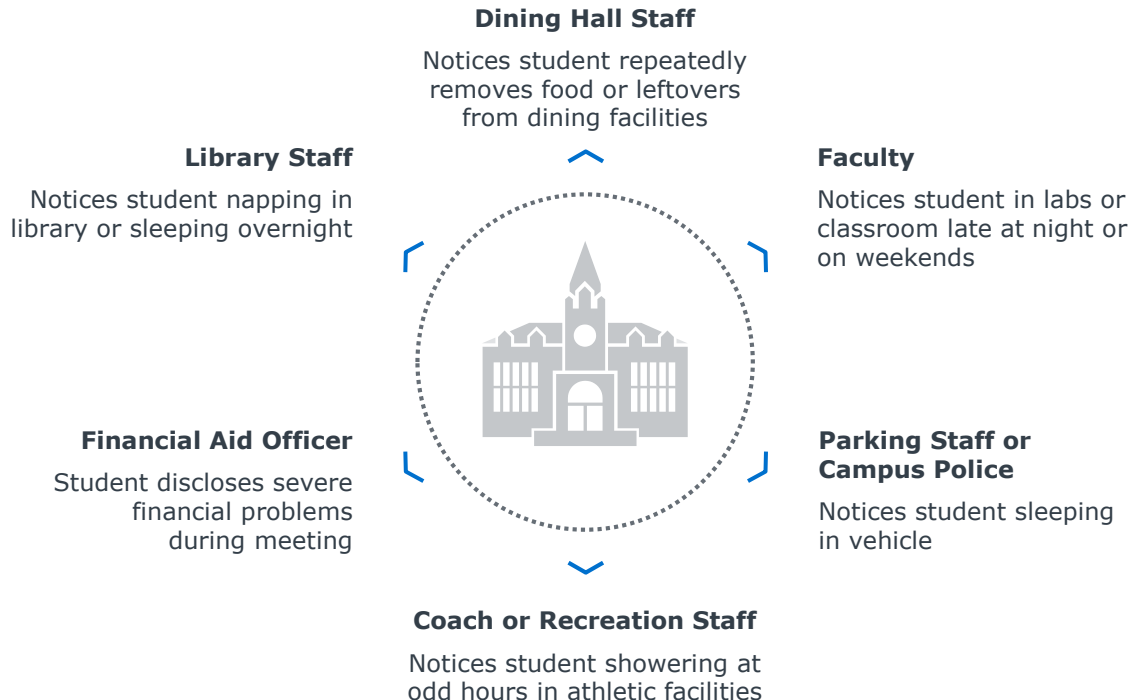 Dining Hall Staff
Notices student repeatedly
removes food or leftovers
from dining facilities
Library Staff
Notices student napping in
library or sleeping overnight
Faculty
Notices student in labs or
classroom late at night or
on weekends
Financial Aid Officer
Student discloses severe
financial problems
during meeting
Parking Staff or
Campus Police
Notices student sleeping
in vehicle
Coach or Recreation Staff
Notices student showering at
odd hours in athletic facilities